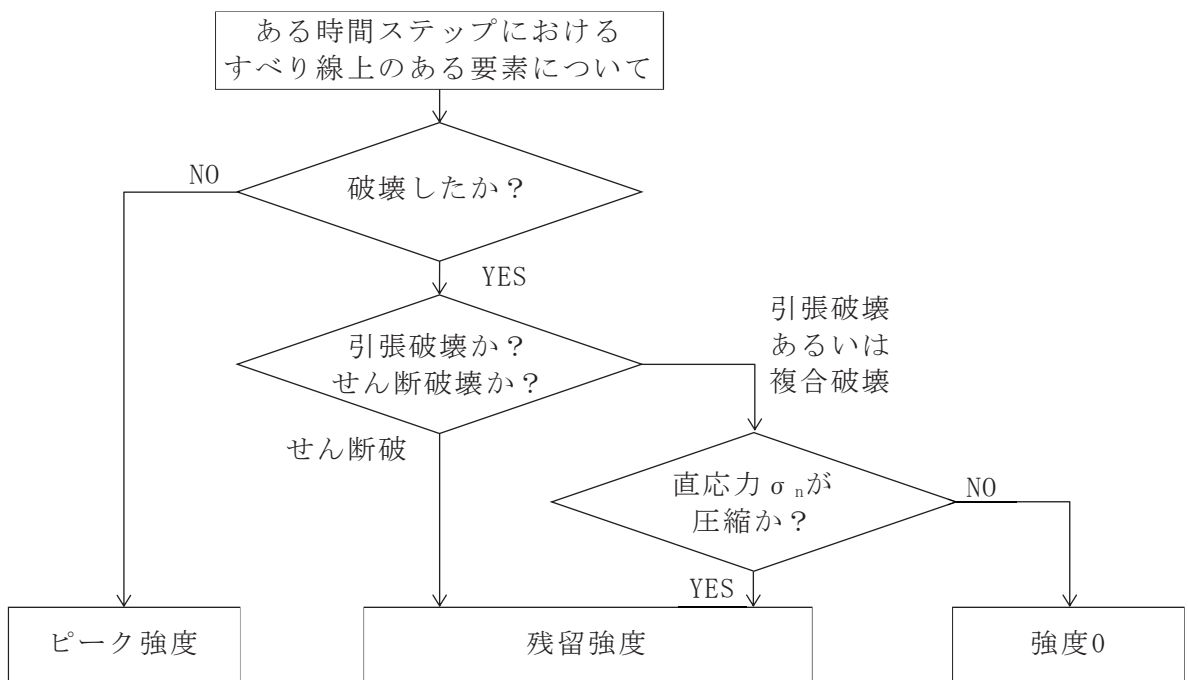 ある時間ステップにおける
すべり線上のある要素について
NO
破壊したか？
YES
引張破壊か？
せん断破壊か？
引張破壊
あるいは
複合破壊
せん断破
直応力σnが
圧縮か？
NO
YES
ピーク強度
残留強度
強度0